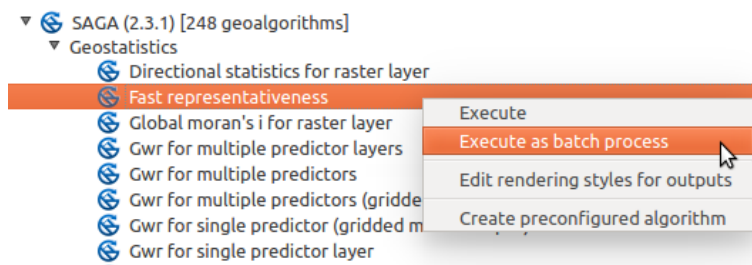 SAGA (2.3.1) [248 geoalgorithms]
Geostatistics
Directional statistics for raster layer
Fast representativeness
Global moran's i for raster layer
Gwr for multiple predictor layers
Gwr for multiple predictors
Gwr for multiple predictors (gridde
Gwr for single predictor (gridded m
Gwr for single predictor layer
Execute
Execute as batch process
Edit rendering styles for outputs
Create preconfigured algorithm